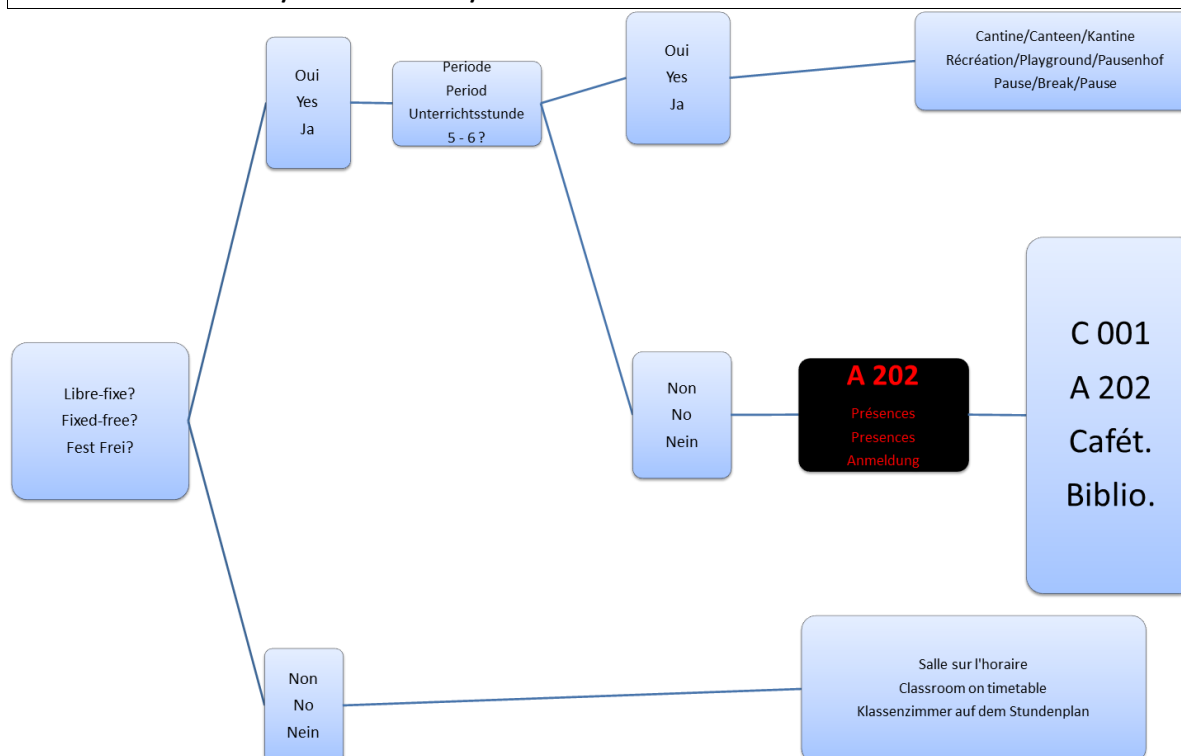 Oui
Yes
Ja
Periode
Period
Unterrichtsstunde
5 - 6 ?
Oui
Yes
Ja
Cantine/Canteen/Kantine
Récréation/Playground/Pausenhof
Pause/Break/Pause
Libre-fixe?
Fixed-free?
Fest Frei?
Non
No
Nein
A 202
Présences
Presences
Anmeldung
C 001
A 202
Cafét.
Biblio.
Non
No
Nein
Salle sur l'horaire
Classroom on timetable
Klassenzimmer auf dem Stundenplan